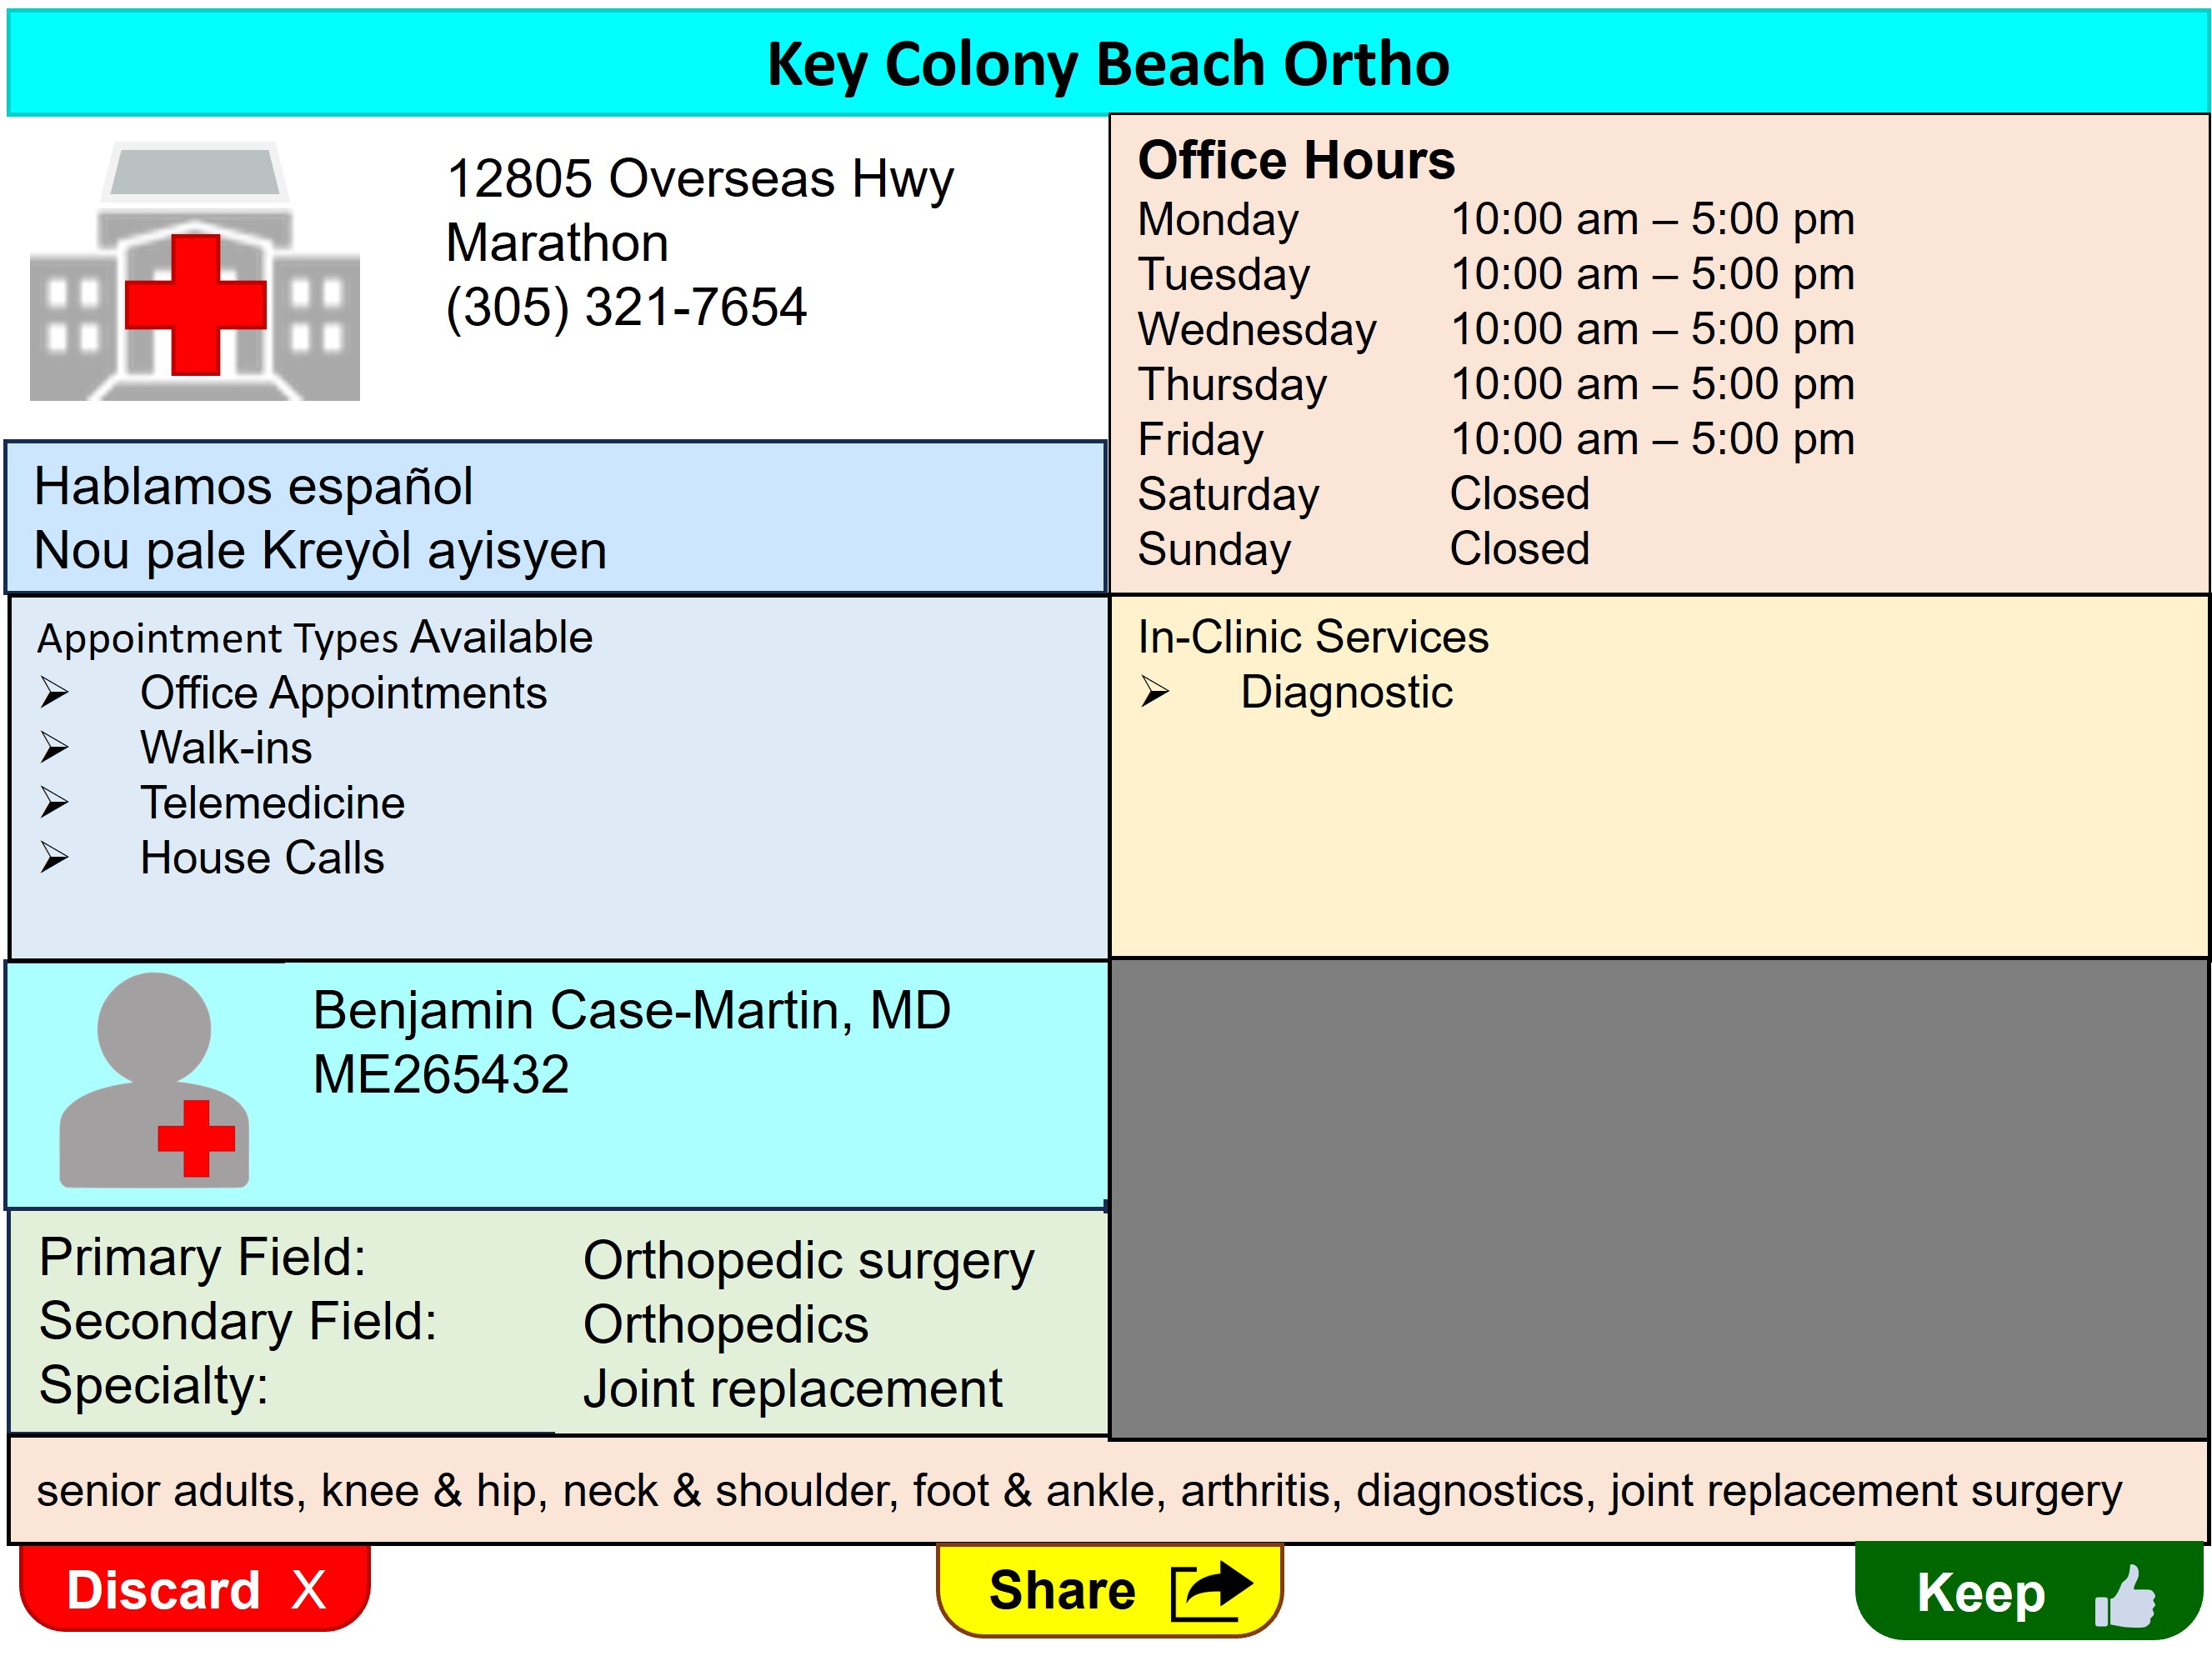 Key Colony Beach Ortho
12805 Overseas Hwy
Marathon
(305) 321-7654
Hablamos español
Nou pale Kreyòl ayisyen
Office Hours
Monday 10:00 am – 5:00 pm
Tuesday 10:00 am – 5:00 pm
Wednesday 10:00 am – 5:00 pm
Thursday 10:00 am – 5:00 pm
Friday 10:00 am – 5:00 pm
Saturday Closed
Sunday Closed
Appointment Types Available
➢ Office Appointments
➢ Walk-ins
➢ Telemedicine
➢ House Calls
In-Clinic Services
➢ Diagnostic
Benjamin Case-Martin, MD
ME265432
Primary Field: Orthopedic surgery
Secondary Field: Orthopedics
Specialty: Joint replacement
senior adults, knee & hip, neck & shoulder, foot & ankle, arthritis, diagnostics, joint replacement surgery
Discard X
Share
Keep